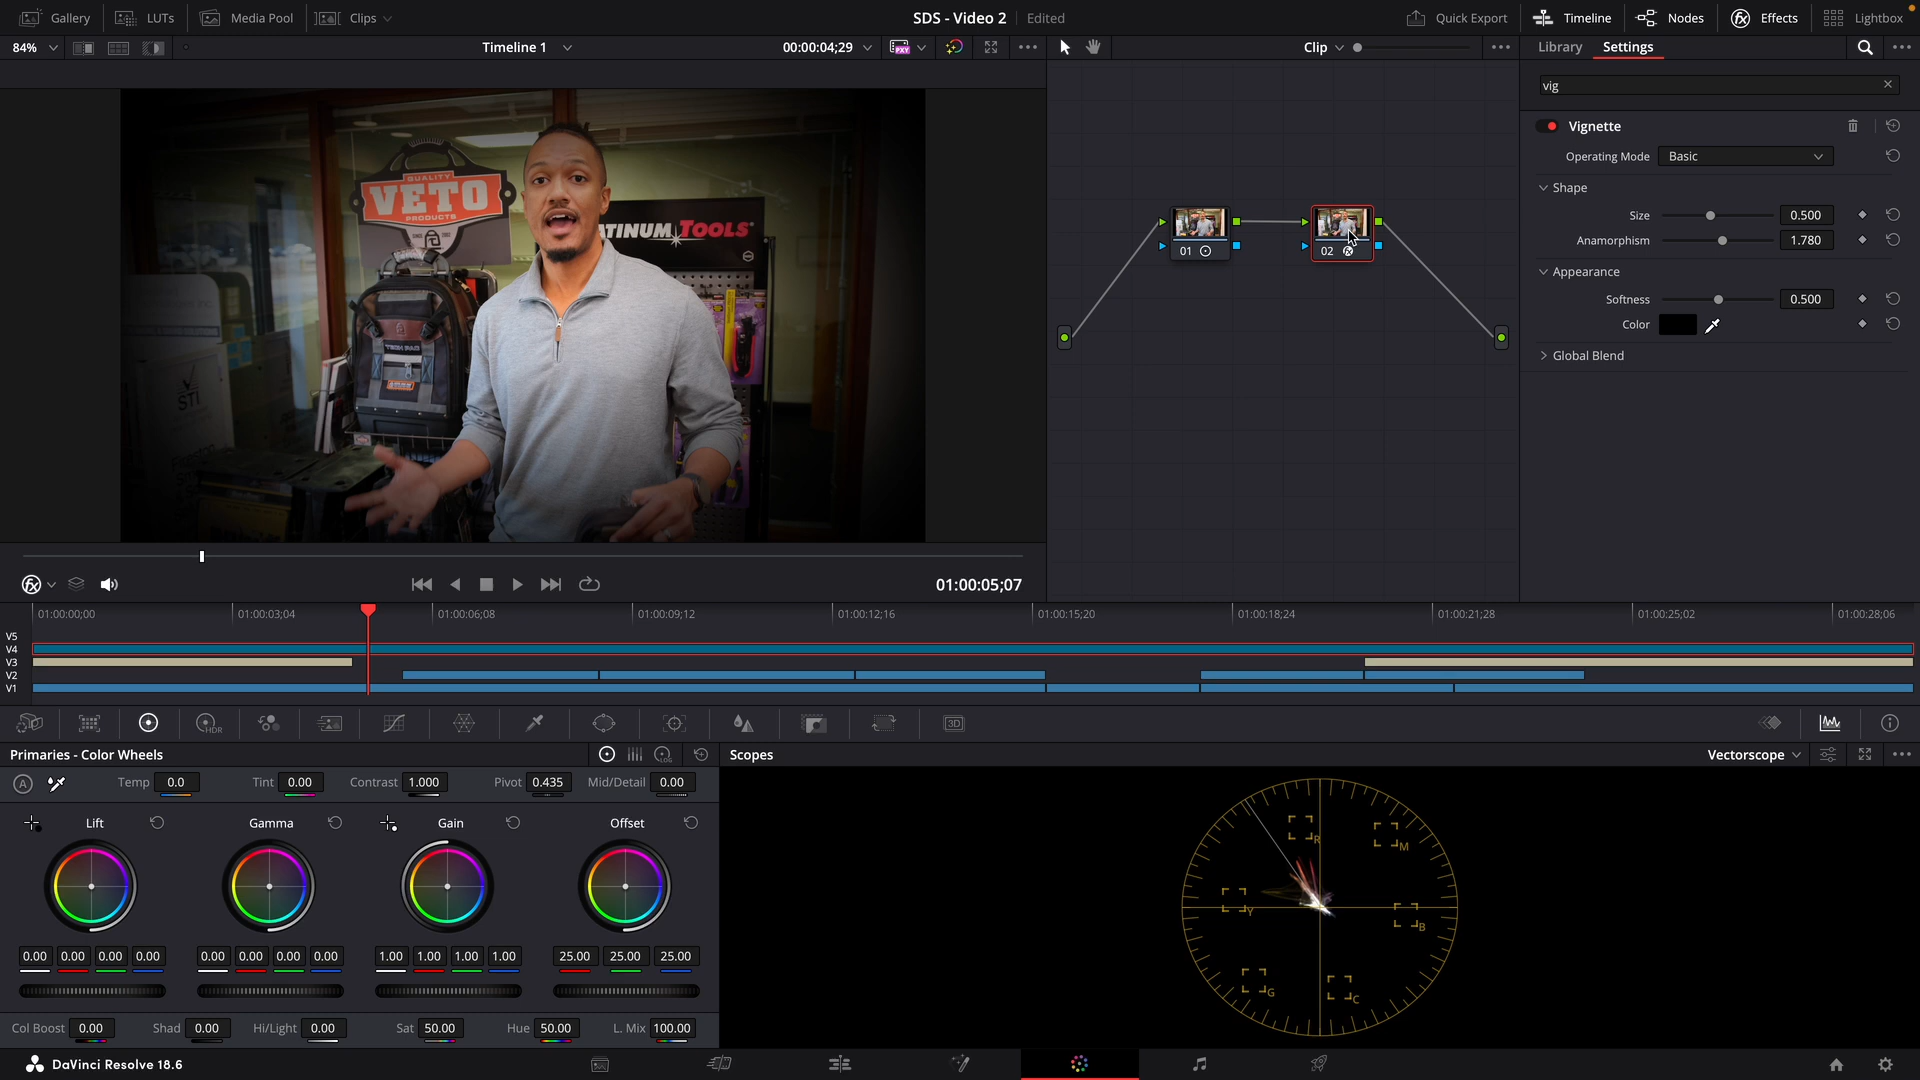 Gallery LUTs Media Pool Clips SDS - Video 2 Edited Quick Export Timeline Nodes Effects Lightbox
84% Timeline 1 00:00:04;29 PXY Clip Library Settings
vig
Vignette
Operating Mode Basic
Shape
Size 0.500
Anamorphism 1.780
Appearance
Softness 0.500
Color
Global Blend
QUALITY
VETO
PRODUCTS
TINUM TOOLS
TECH PAC
01
02
01:00:05;07
01:00:00;00 01:00:03;04 01:00:06;08 01:00:09;12 01:00:12;16 01:00:15;20 01:00:18;24 01:00:21;28 01:00:25;02 01:00:28;06
V5
V4
V3
V2
V1
HDR
3D
Primaries - Color Wheels LOG
Scopes Vectorscope
A Temp 0.0 Tint 0.00 Contrast 1.000 Pivot 0.435 Mid/Detail 0.00
Lift Gamma Gain Offset
0.00 0.00 0.00 0.00 0.00 0.00 0.00 0.00 1.00 1.00 1.00 1.00 25.00 25.00 25.00
Col Boost 0.00 Shad 0.00 Hi/Light 0.00 Sat 50.00 Hue 50.00 L. Mix 100.00
R
M
Y
B
G
C
DaVinci Resolve 18.6